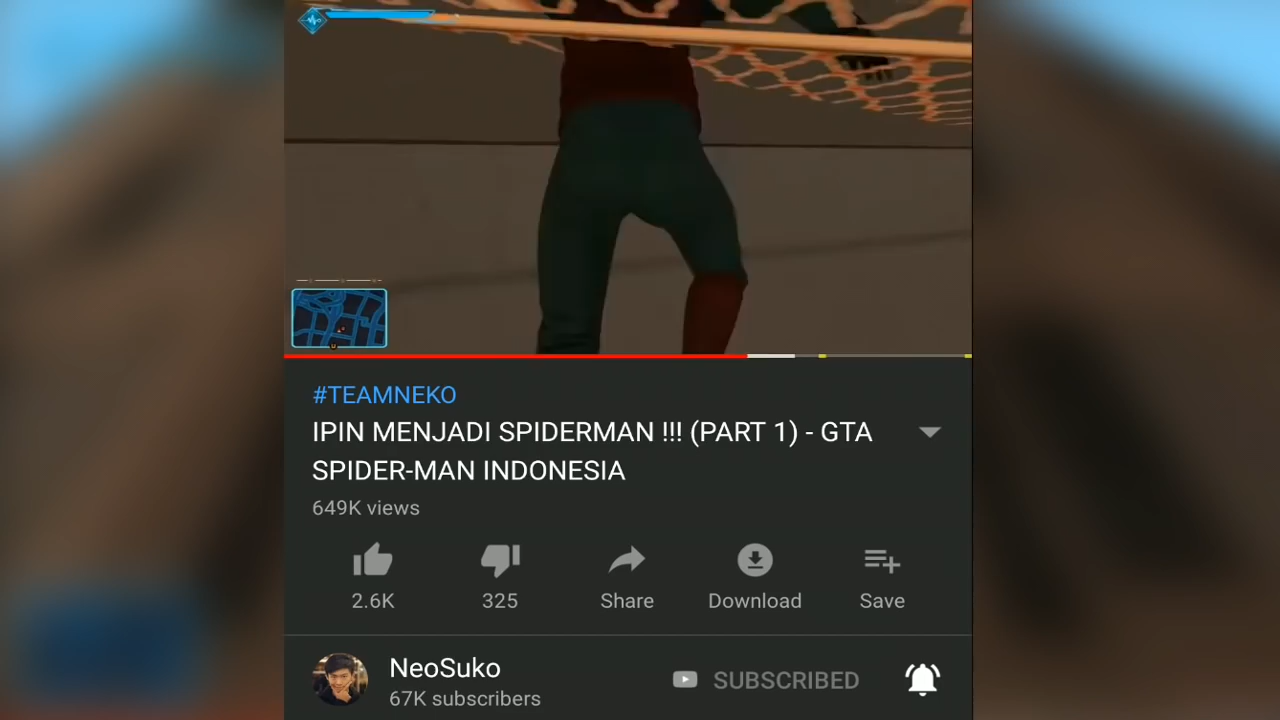 #TEAMNEKO
IPIN MENJADI SPIDERMAN !!! (PART 1) - GTA
SPIDER-MAN INDONESIA
649K views
2.6K
325
Share
Download
Save
NeoSuko
67K subscribers
SUBSCRIBED